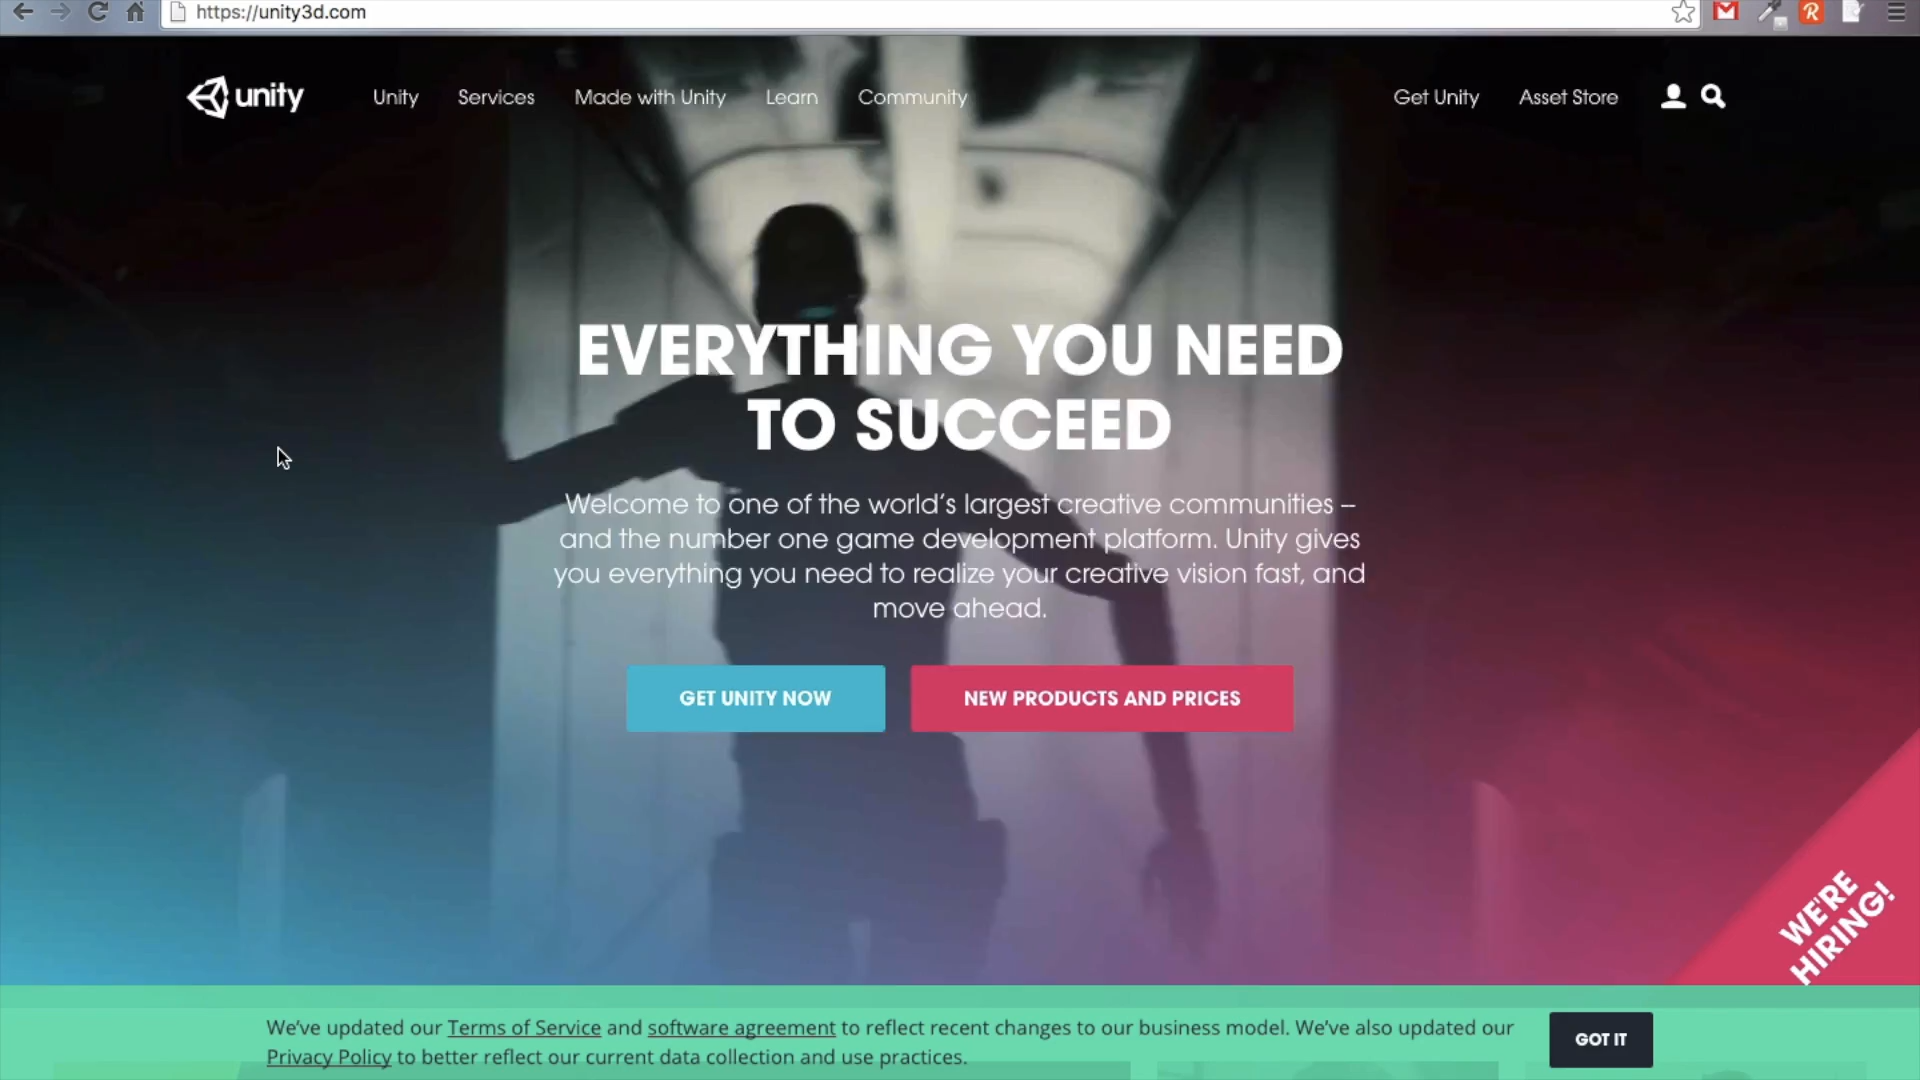 https://unity3d.com
unity
Unity
Services
Made with Unity
Learn
Community
Get Unity
Asset Store
EVERYTHING YOU NEED
TO SUCCEED
Welcome to one of the world's largest creative communities –
and the number one game development platform. Unity gives
you everything you need to realize your creative vision fast, and
move ahead.
GET UNITY NOW
NEW PRODUCTS AND PRICES
WE'RE
HIRING!
We've updated our Terms of Service and software agreement to reflect recent changes to our business model. We've also updated our
Privacy Policy to better reflect our current data collection and use practices.
GOT IT